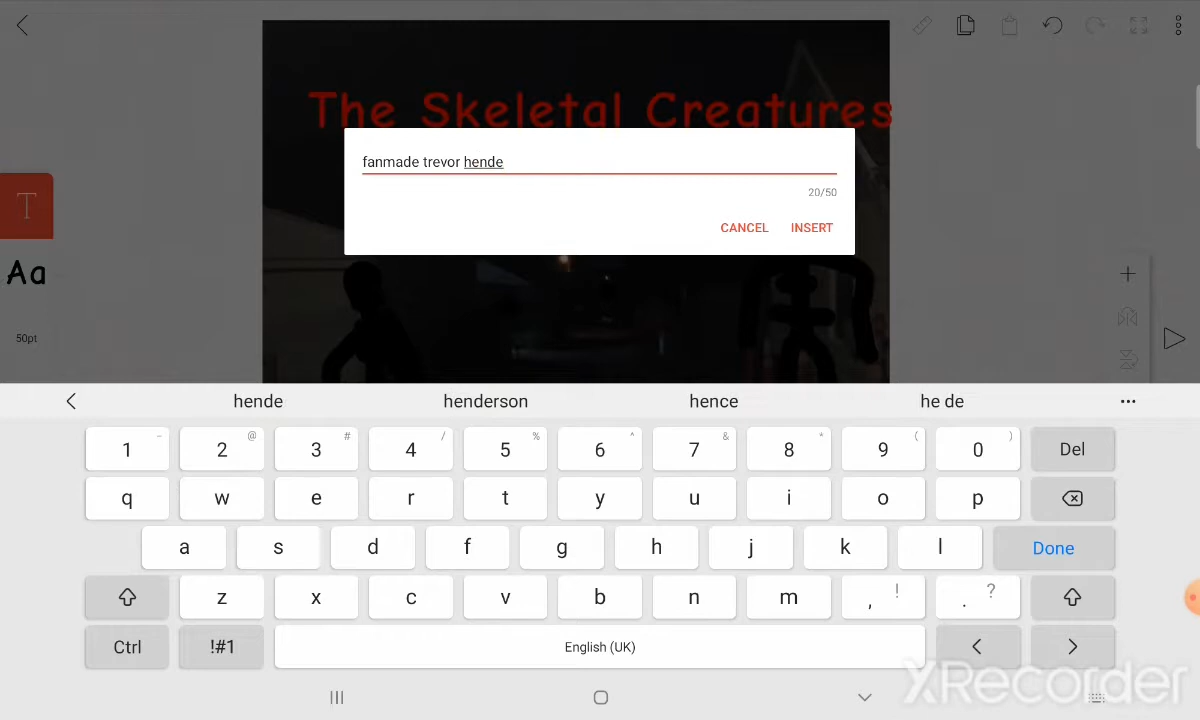 The Skeletal Creatures
fanmade trevor hende
20/50
CANCEL INSERT
T
Aa
50pt
hende henderson hence he de ...
1 - 2 @ 3 # 4 / 5 % 6 ^ 7 & 8 * 9 ( 0 ) Del
q w e r t y u i o p
a s d f g h j k l Done
z x c v b n m , ! . ?
Ctrl !#1 English (UK) < >
XRecorder